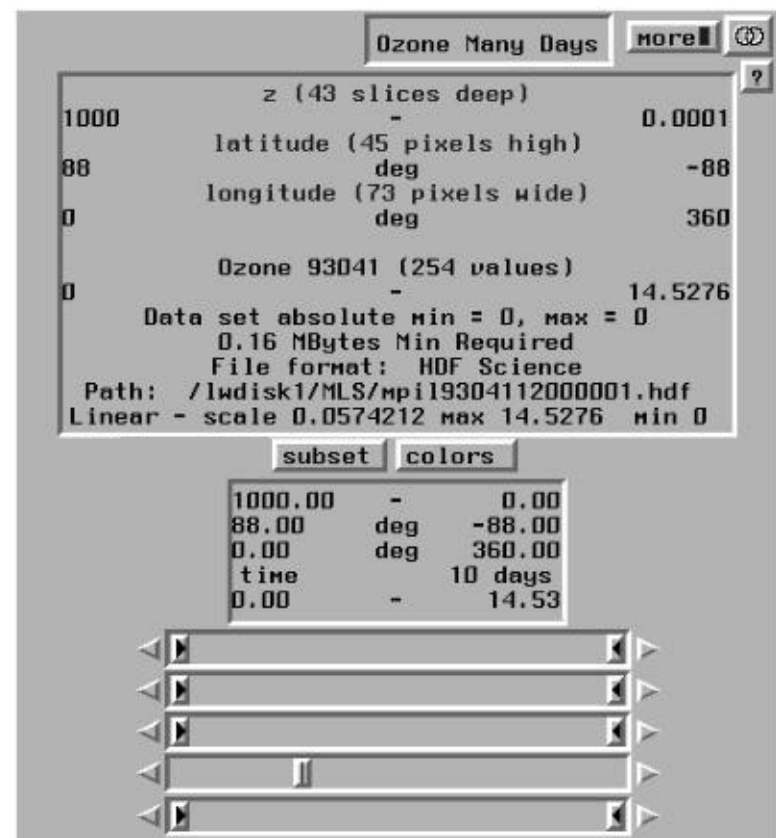 Ozone Many Days more
?
z (43 slices deep)
1000 - 0.0001
latitude (45 pixels high)
88 deg -88
longitude (73 pixels wide)
0 deg 360
Ozone 93041 (254 values)
0 - 14.5276
Data set absolute min = 0, max = 0
0.16 MBytes Min Required
File format: HDF Science
Path: /lwdisk1/MLS/mpil9304112000001.hdf
Linear - scale 0.0574212 max 14.5276 min 0
subset colors
1000.00 - 0.00
88.00 deg -88.00
0.00 deg 360.00
time 10 days
0.00 - 14.53